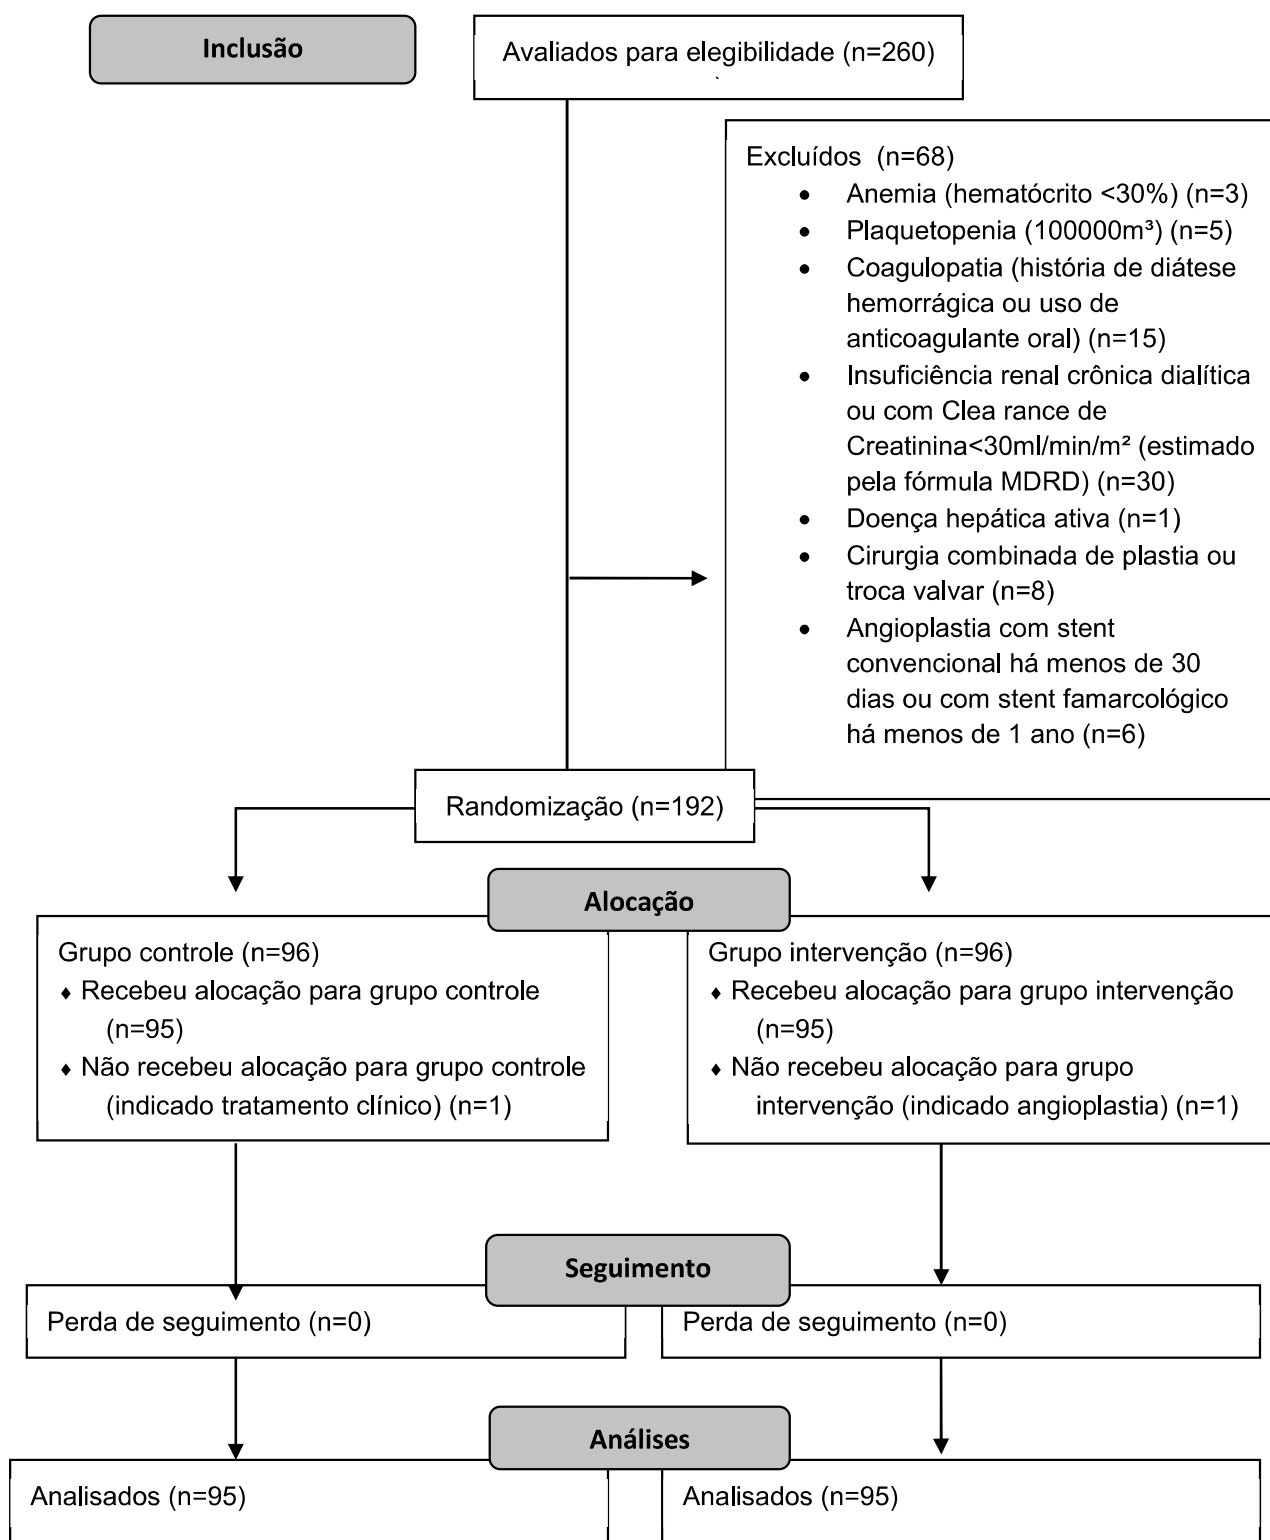 Inclusão
Avaliados para elegibilidade (n=260)
Excluídos (n=68)
• Anemia (hematócrito <30%) (n=3)
• Plaquetopenia (100000m³) (n=5)
• Coagulopatia (história de diátese
hemorrágica ou uso de
anticoagulante oral) (n=15)
• Insuficiência renal crônica dialítica
ou com Clea rance de
Creatinina<30ml/min/m² (estimado
pela fórmula MDRD) (n=30)
• Doença hepática ativa (n=1)
• Cirurgia combinada de plastia ou
troca valvar (n=8)
• Angioplastia com stent
convencional há menos de 30
dias ou com stent famarcológico
há menos de 1 ano (n=6)
Randomização (n=192)
Alocação
Grupo controle (n=96)
♦ Recebeu alocação para grupo controle
(n=95)
♦ Não recebeu alocação para grupo controle
(indicado tratamento clínico) (n=1)
Grupo intervenção (n=96)
♦ Recebeu alocação para grupo intervenção
(n=95)
♦ Não recebeu alocação para grupo
intervenção (indicado angioplastia) (n=1)
Seguimento
Perda de seguimento (n=0)
Perda de seguimento (n=0)
Análises
Analisados (n=95)
Analisados (n=95)